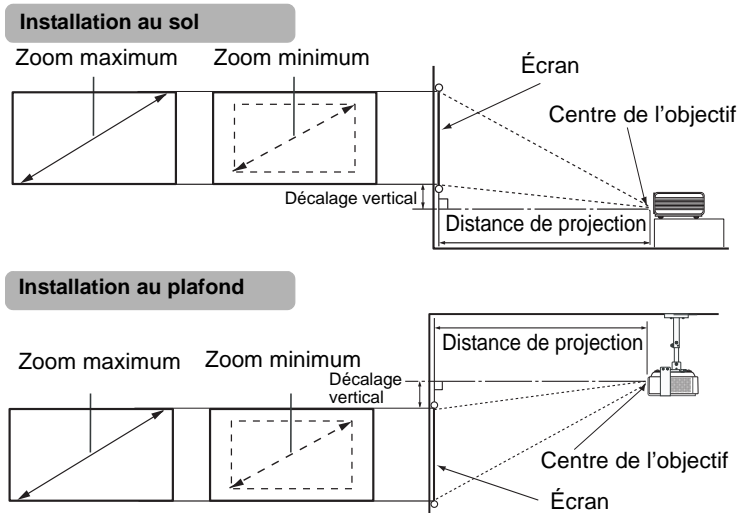 Installation au sol
Zoom maximum
Zoom minimum
Écran
Centre de l’objectif
Décalage vertical
Distance de projection
Installation au plafond
Distance de projection
Zoom maximum
Zoom minimum
Décalage
vertical
Centre de l’objectif
Écran